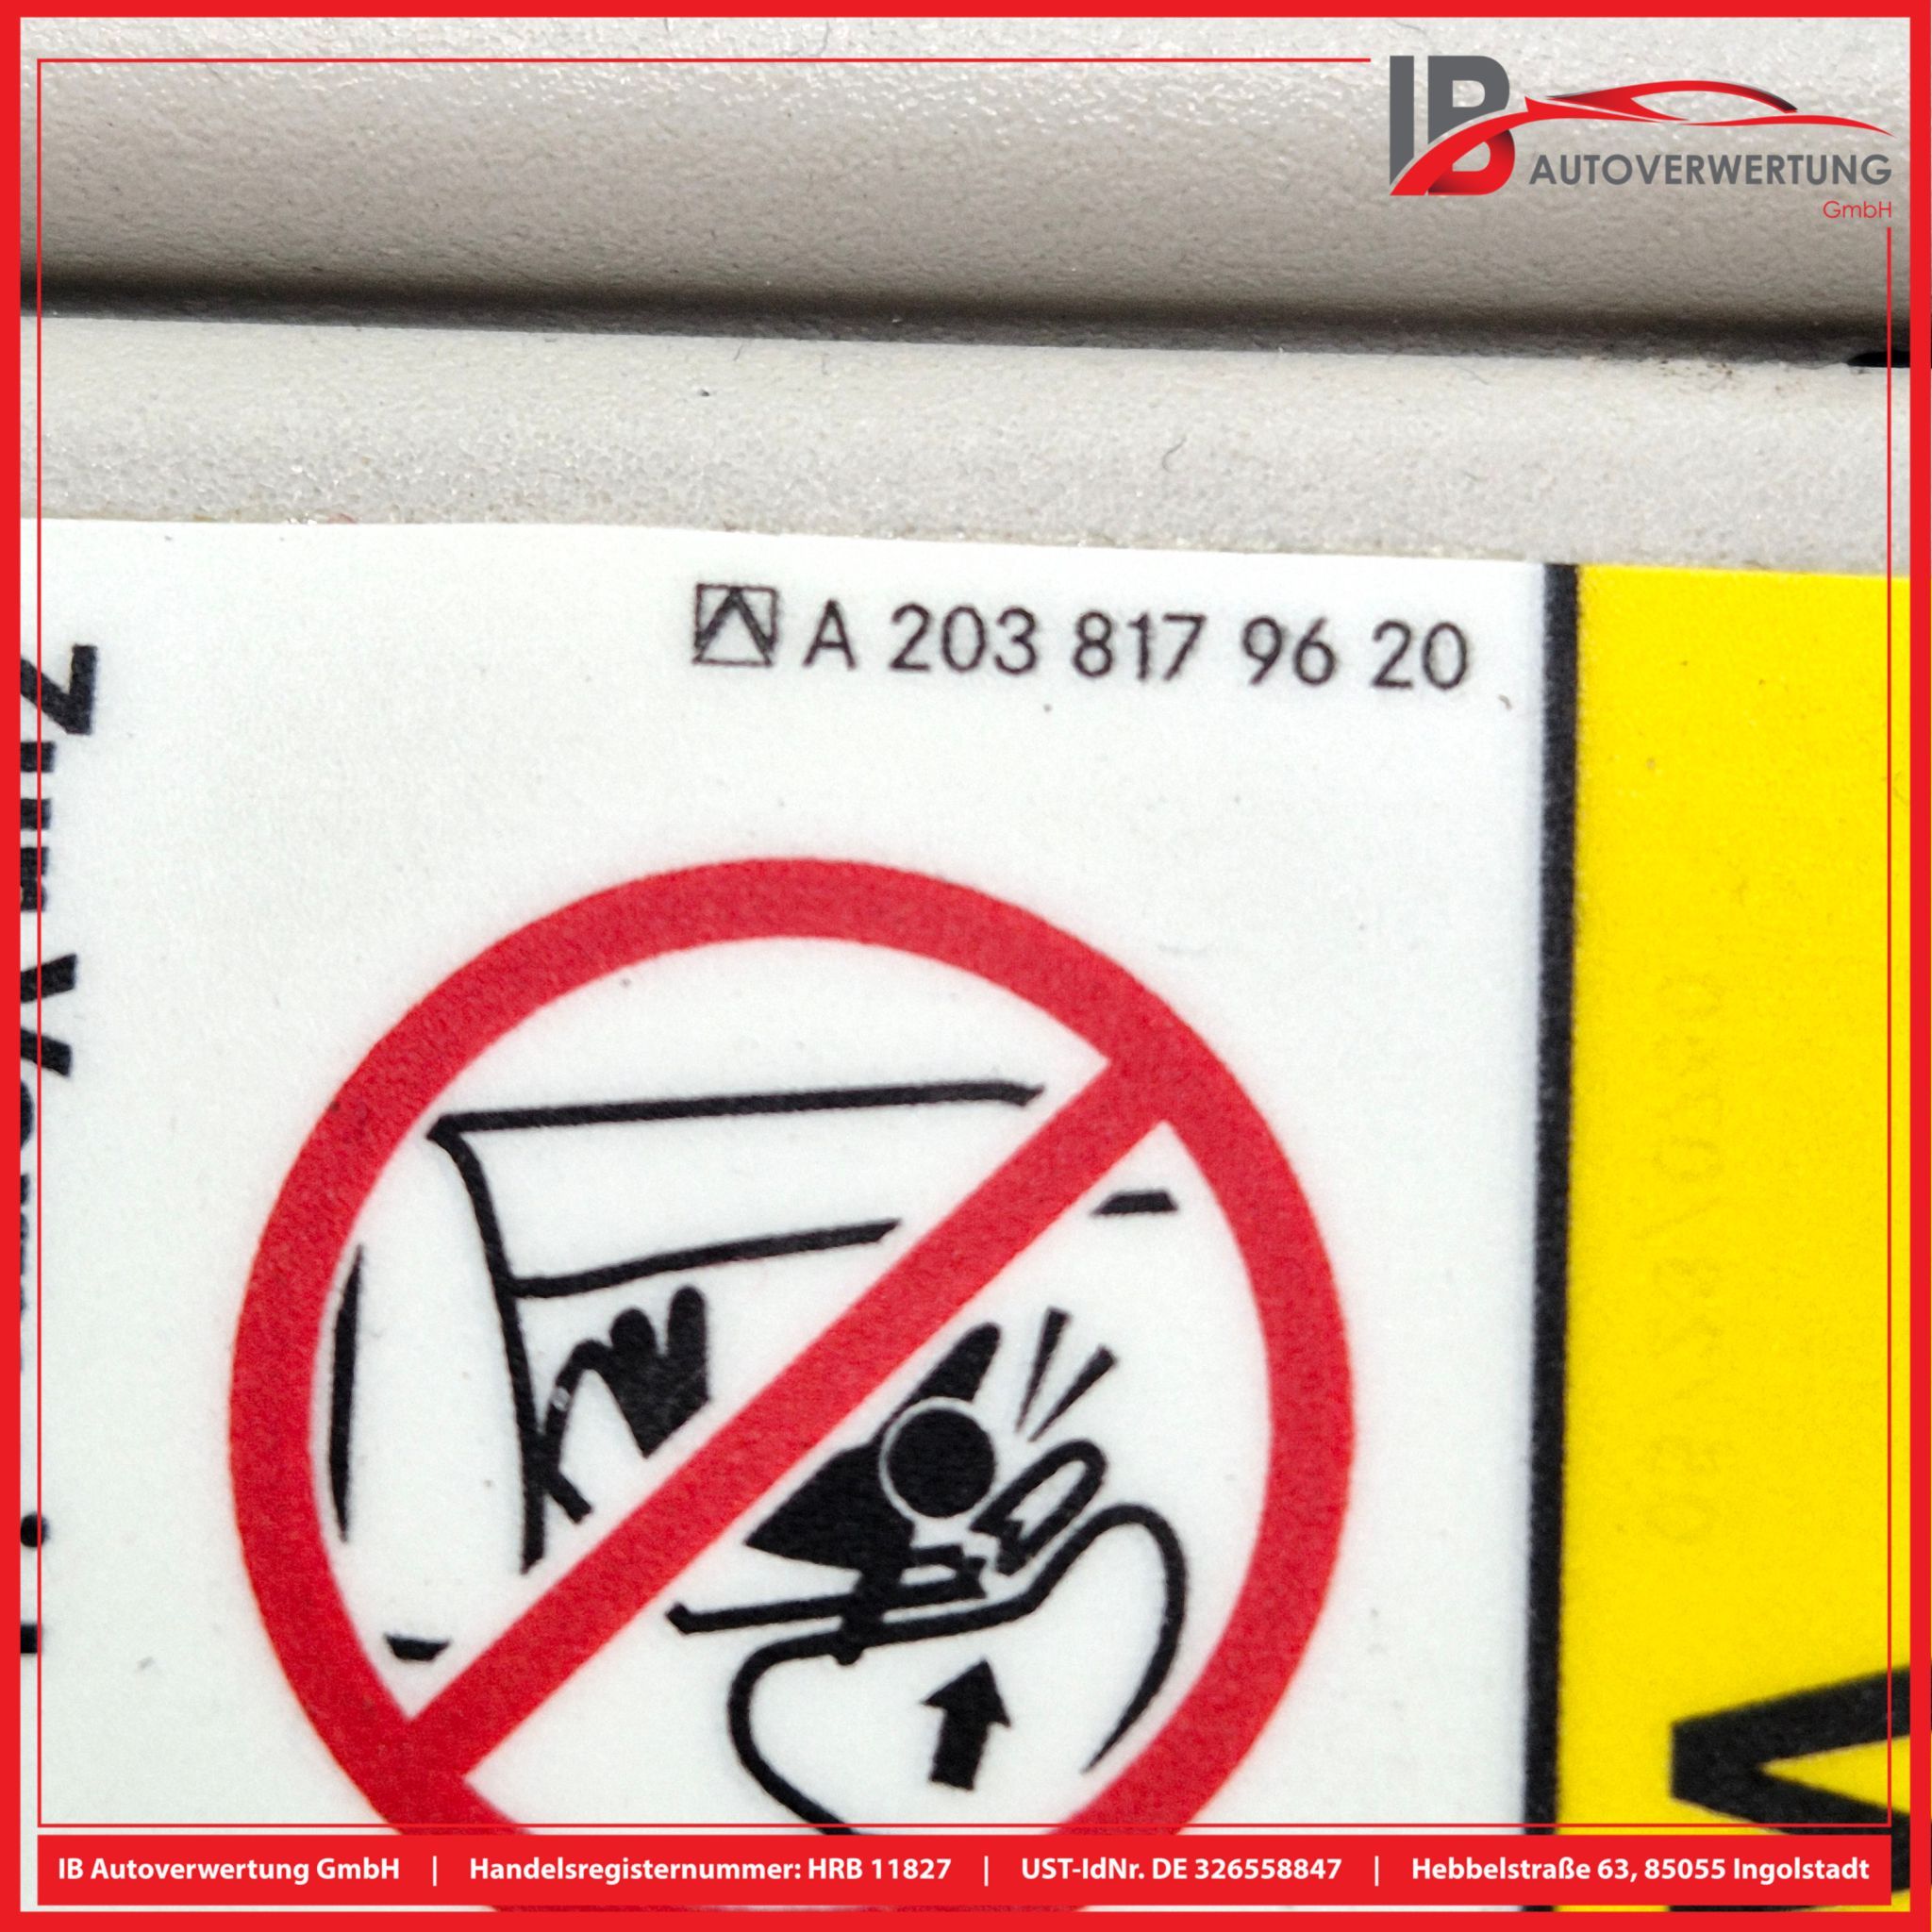 IB
AUTOVERWERTUNG
GmbH
A 203 817 96 20
IB Autoverwertung GmbH | Handelsregisternummer: HRB 11827 | UST-IdNr. DE 326558847 | Hebbelstraße 63, 85055 Ingolstadt